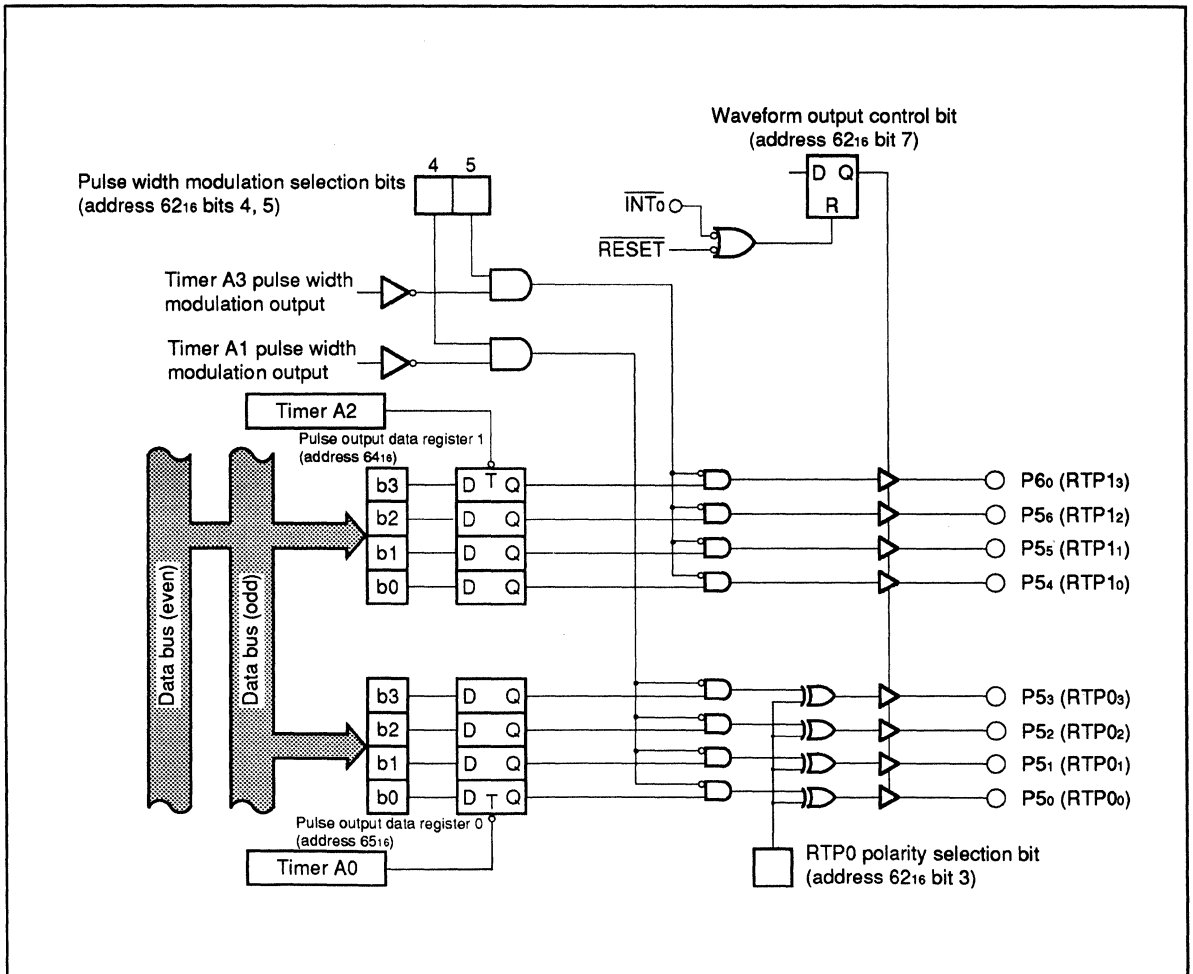 Waveform output control bit
(address 62₁₆ bit 7)
D Q
R
4 5
Pulse width modulation selection bits
(address 62₁₆ bits 4, 5)
INT₀
RESET
Timer A3 pulse width
modulation output
Timer A1 pulse width
modulation output
Timer A2
Pulse output data register 1
(address 64₁₆)
Data bus (even)
Data bus (odd)
b3 D T Q P6₀ (RTP1₃)
b2 D Q P5₆ (RTP1₂)
b1 D Q P5₅ (RTP1₁)
b0 D Q P5₄ (RTP1₀)
b3 D Q P5₃ (RTP0₃)
b2 D Q P5₂ (RTP0₂)
b1 D Q P5₁ (RTP0₁)
b0 D T Q P5₀ (RTP0₀)
Pulse output data register 0
(address 65₁₆)
Timer A0
RTP0 polarity selection bit
(address 62₁₆ bit 3)